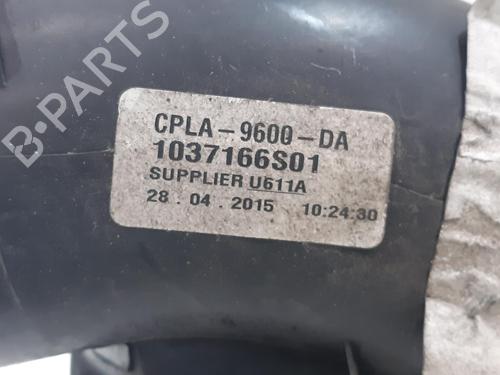 B-PARTS
CPLA-9600-DA
1037166S01
SUPPLIER U611A
28.04.2015 10:24:30